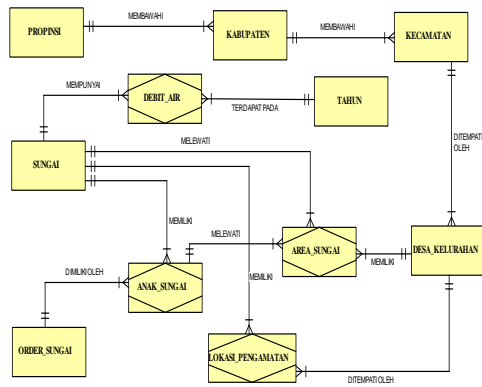 MEMBAWAHI
MEMBAWAHI
PROPINSI
KABUPATEN
KECAMATAN
MEMPUNYAI
DEBIT_AIR
TERDAPAT PADA
TAHUN
DITEMPATI
OLEH
MELEWATI
SUNGAI
MEMILIKI
MELEWATI
AREA_SUNGAI
DESA_KELURAHAN
MEMILIKI
MEMILIKI
DIMILIKI OLEH
ANAK_SUNGAI
ORDER_SUNGAI
LOKASI_PENGAMATAN
DITEMPATI OLEH